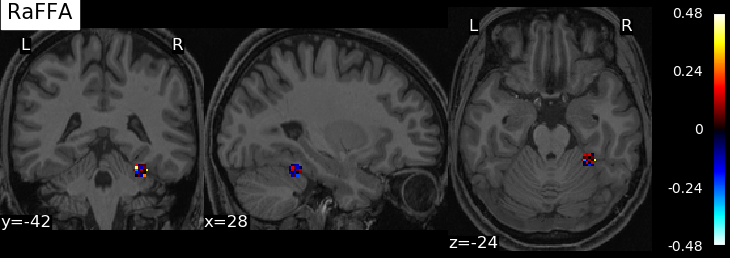 RaFFA
L R
L R
y=-42
x=28
z=-24
0.48
0.24
0
-0.24
-0.48